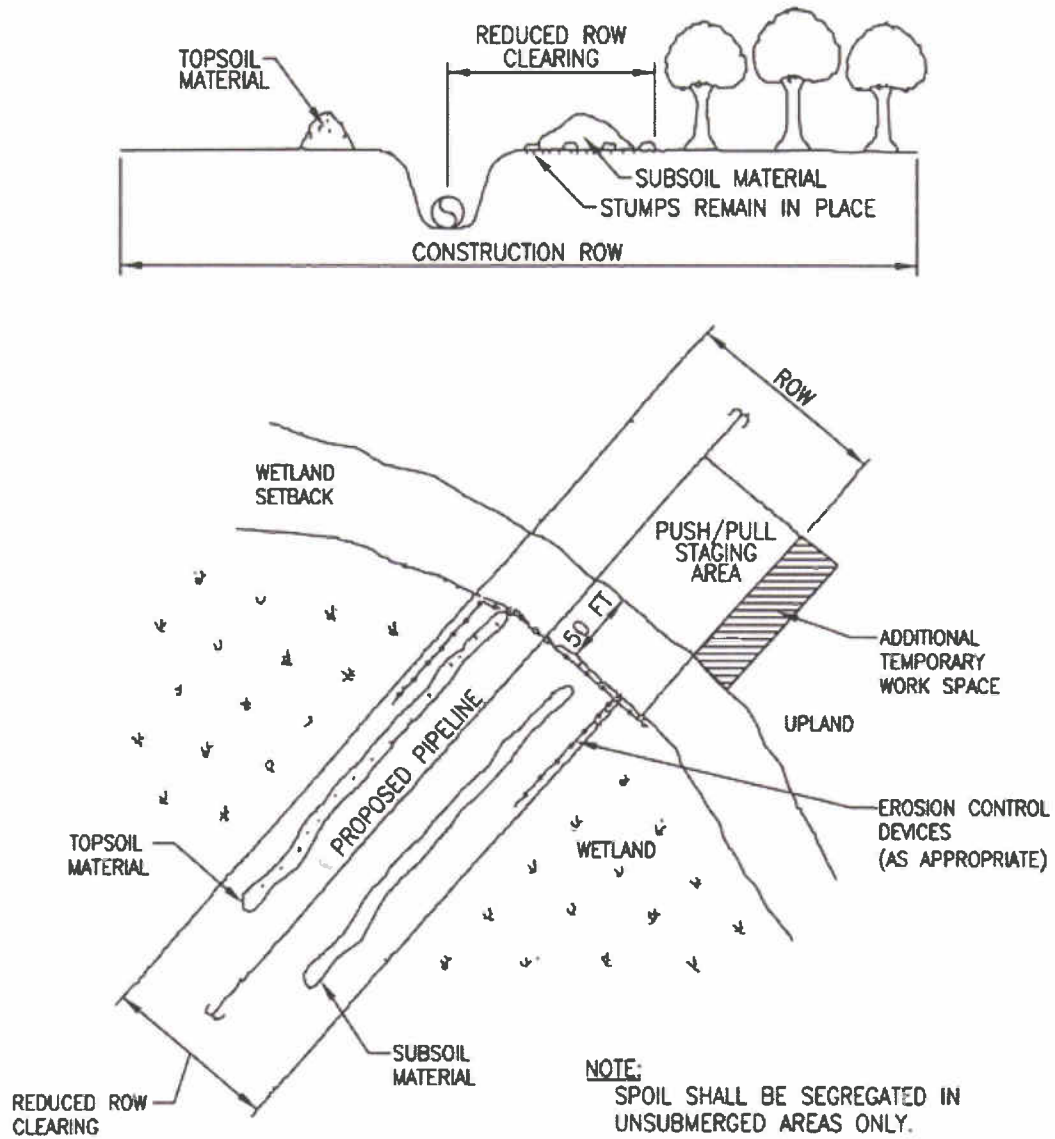 TOPSOIL
MATERIAL
REDUCED ROW
CLEARING
SUBSOIL MATERIAL
STUMPS REMAIN IN PLACE
CONSTRUCTION ROW
ROW
WETLAND
SETBACK
PUSH/PULL
STAGING
AREA
50 FT
ADDITIONAL
TEMPORARY
WORK SPACE
UPLAND
PROPOSED PIPELINE
EROSION CONTROL
DEVICES
(AS APPROPRIATE)
TOPSOIL
MATERIAL
WETLAND
SUBSOIL
MATERIAL
REDUCED ROW
CLEARING
NOTE:
SPOIL SHALL BE SEGREGATED IN
UNSUBMERGED AREAS ONLY.